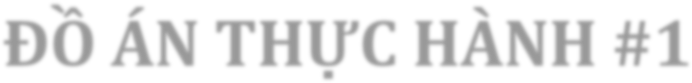 ĐỒ ÁN THỰC HÀNH #1